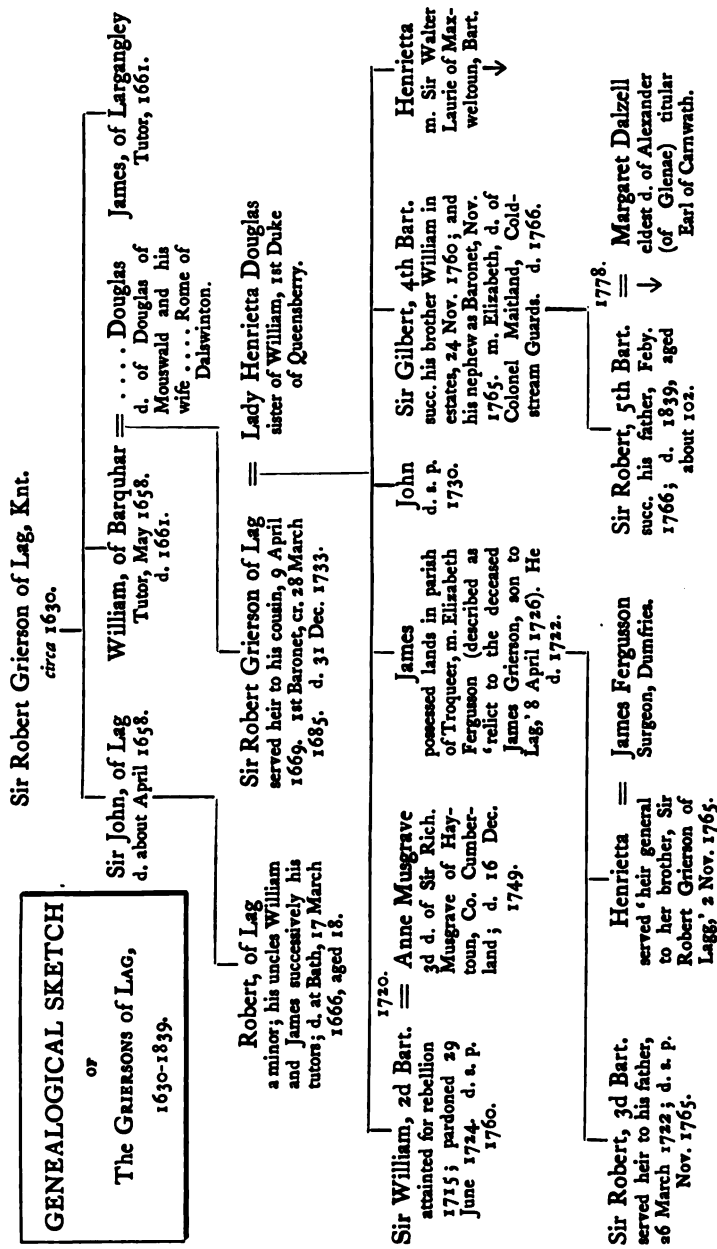 GENEALOGICAL SKETCH
OF
The GRIERSONS of LAG,
1630-1839.
Sir Robert Grierson of Lag, Knt.
circa 1630.
Sir John, of Lag
d. about April 1658.
William, of Barquhar
Tutor, May 1658.
d. 1661.
=
.... Douglas
d. of Douglas of
Mouswald and his
wife .... Rome of
Dalswinton.
James, of Largangley
Tutor, 1661.
Robert, of Lag
a minor; his uncles William
and James successively his
tutors; d. at Bath, 17 March
1666, aged 18.
Sir Robert Grierson of Lag
served heir to his cousin, 9 April
1669. 1st Baronet, cr. 28 March
1685. d. 31 Dec. 1733.
=
Lady Henrietta Douglas
sister of William, 1st Duke
of Queensberry.
Sir William, 2d Bart.
attainted for rebellion
1715; pardoned 29
June 1724. d. s. p.
1760.
1720.
=
Anne Musgrave
3d d. of Sir Rich.
Musgrave of Hay-
toun, Co. Cumber-
land; d. 16 Dec.
1749.
James
possessed lands in parish
of Troqueer, m. Elizabeth
Fergusson (described as
'relict to the deceased
James Grierson, son to
Lag,' 8 April 1726). He
d. 1722.
John
d. s. p.
1730.
Sir Gilbert, 4th Bart.
succ. his brother William in
estates, 24 Nov. 1760; and
his nephew as Baronet, Nov.
1765. m. Elizabeth, d. of
Colonel Maitland, Cold-
stream Guards. d. 1766.
Henrietta
m. Sir Walter
Laurie of Max-
weltoun, Bart.
↓
Sir Robert, 3d Bart.
served heir to his father,
26 March 1722; d. s. p.
Nov. 1765.
Henrietta
served 'heir general
to her brother, Sir
Robert Grierson of
Lagg,' 2 Nov. 1765.
=
James Fergusson
Surgeon, Dumfries.
Sir Robert, 5th Bart.
succ. his father, Feby.
1766; d. 1839, aged
about 102.
1778.
=
↓
Margaret Dalzell
eldest d. of Alexander
(of Glenae) titular
Earl of Carnwath.